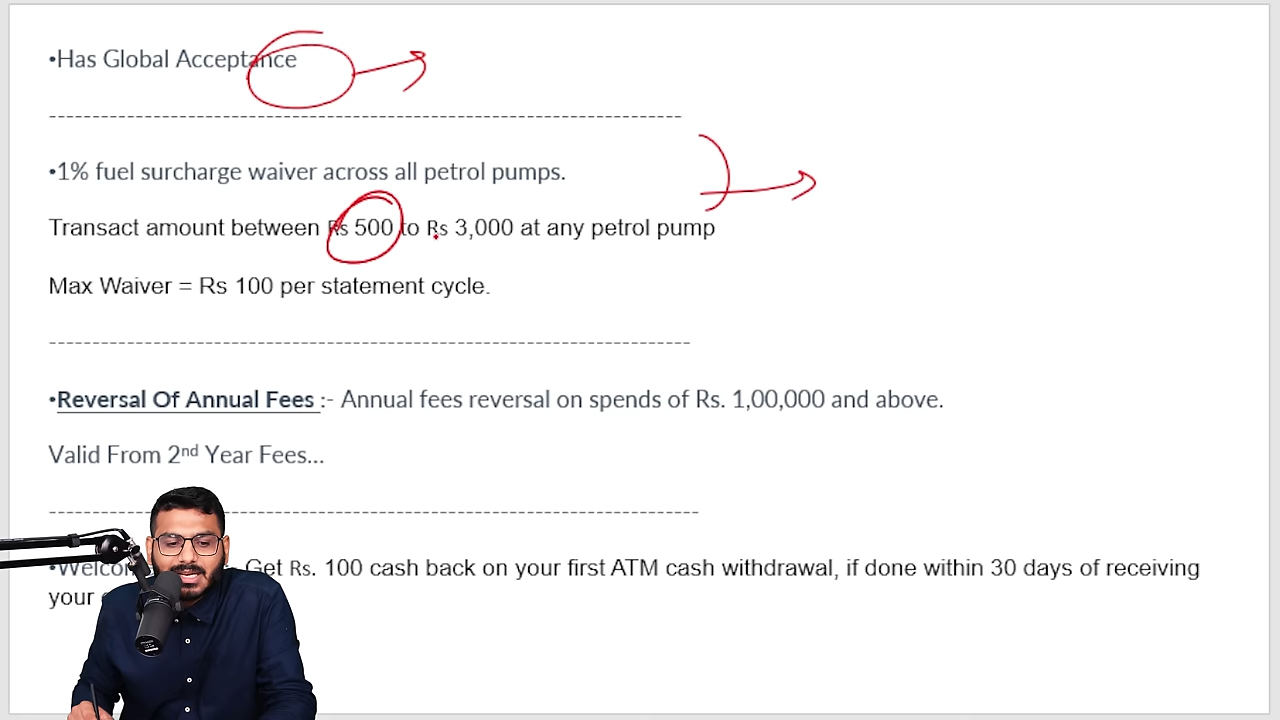 •Has Global Acceptance
•1% fuel surcharge waiver across all petrol pumps.
Transact amount between Rs 500 to Rs 3,000 at any petrol pump
Max Waiver = Rs 100 per statement cycle.
•Reversal Of Annual Fees :- Annual fees reversal on spends of Rs. 1,00,000 and above.
Valid From 2nd Year Fees...
Get Rs. 100 cash back on your first ATM cash withdrawal, if done within 30 days of receiving
your